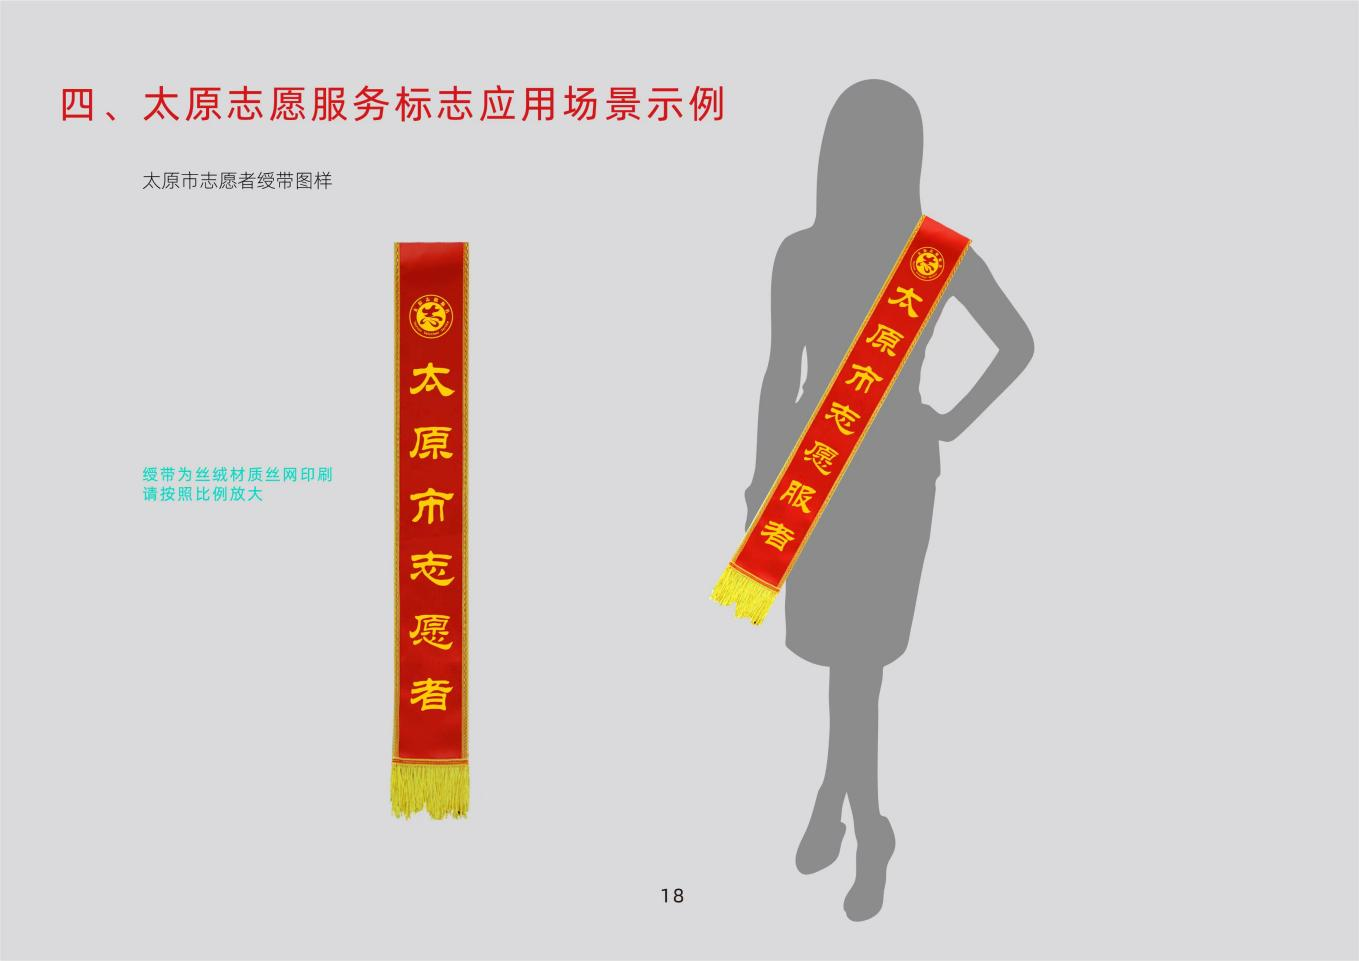 四、太原志愿服务标志应用场景示例
太原市志愿者绶带图样
绶带为丝绒材质丝网印刷
请按照比例放大
太原市志愿者
太原市志愿服者
18